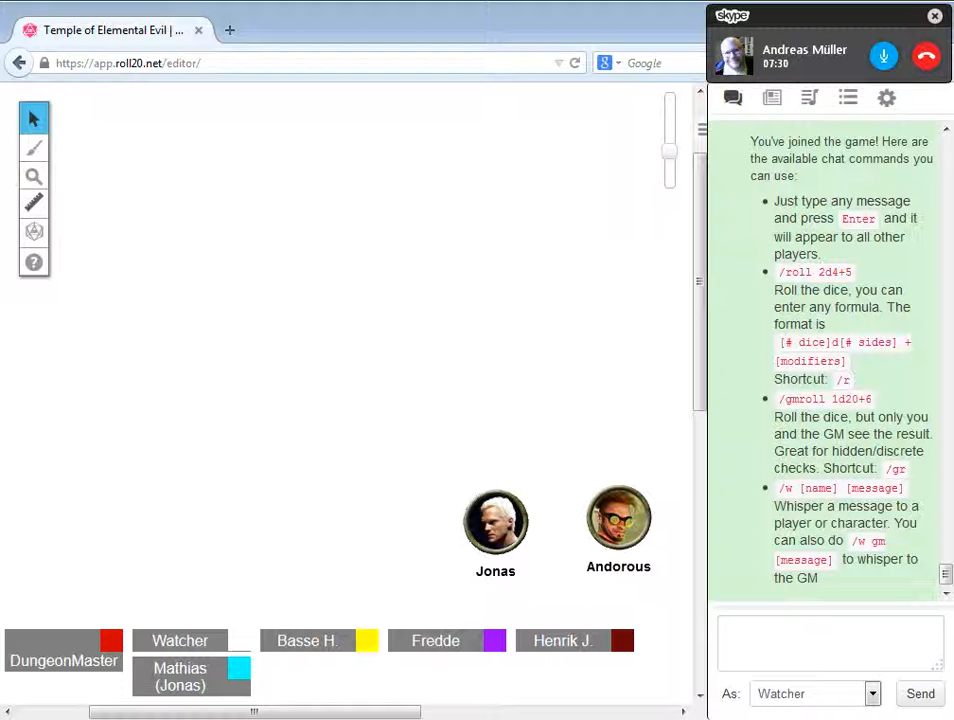 Temple of Elemental Evil | ...
https://app.roll20.net/editor/
Google
skype
Andreas Müller
07:30
You've joined the game! Here are
the available chat commands you
can use:
Just type any message
and press Enter and it
will appear to all other
players.
/roll 2d4+5
Roll the dice, you can
enter any formula. The
format is
[# dice]d[# sides] +
[modifiers]
Shortcut: /r
/gmroll 1d20+6
Roll the dice, but only you
and the GM see the result.
Great for hidden/discrete
checks. Shortcut: /gr
/w [name] [message]
Whisper a message to a
player or character. You
can also do /w gm
[message] to whisper to
the GM
Jonas
Andorous
DungeonMaster
Watcher
Mathias
(Jonas)
Basse H.
Fredde
Henrik J.
As: Watcher
Send